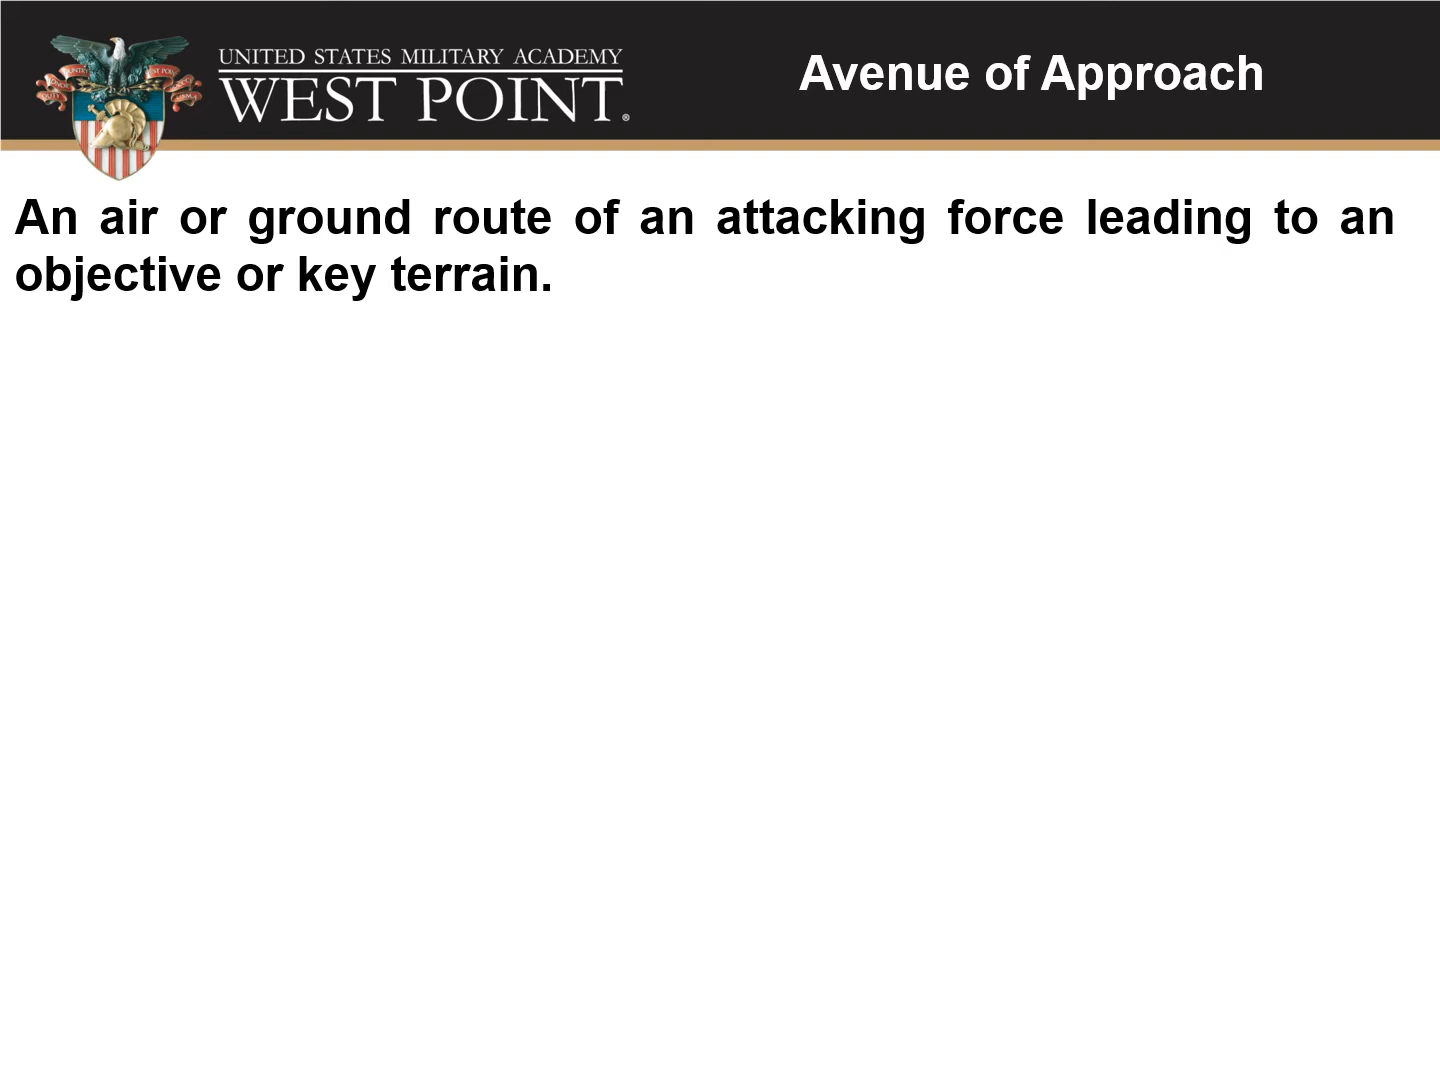 UNITED STATES MILITARY ACADEMY
WEST POINT®
Avenue of Approach
An air or ground route of an attacking force leading to an
objective or key terrain.